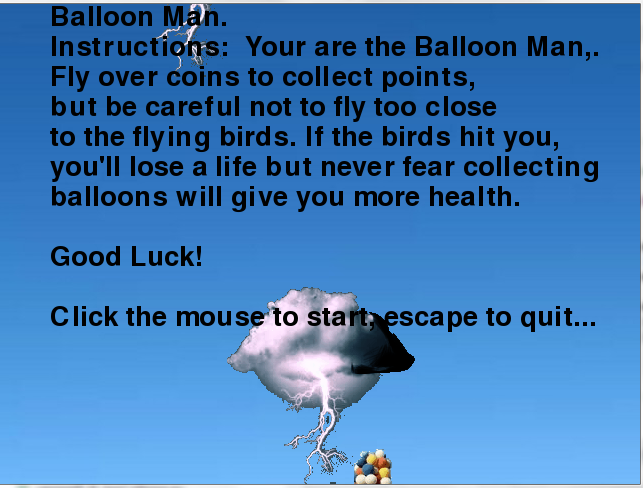 Balloon Man.
Instructions:  Your are the Balloon Man,.
Fly over coins to collect points,
but be careful not to fly too close
to the flying birds. If the birds hit you,
you'll lose a life but never fear collecting
balloons will give you more health.
Good Luck!
Click the mouse to start, escape to quit...